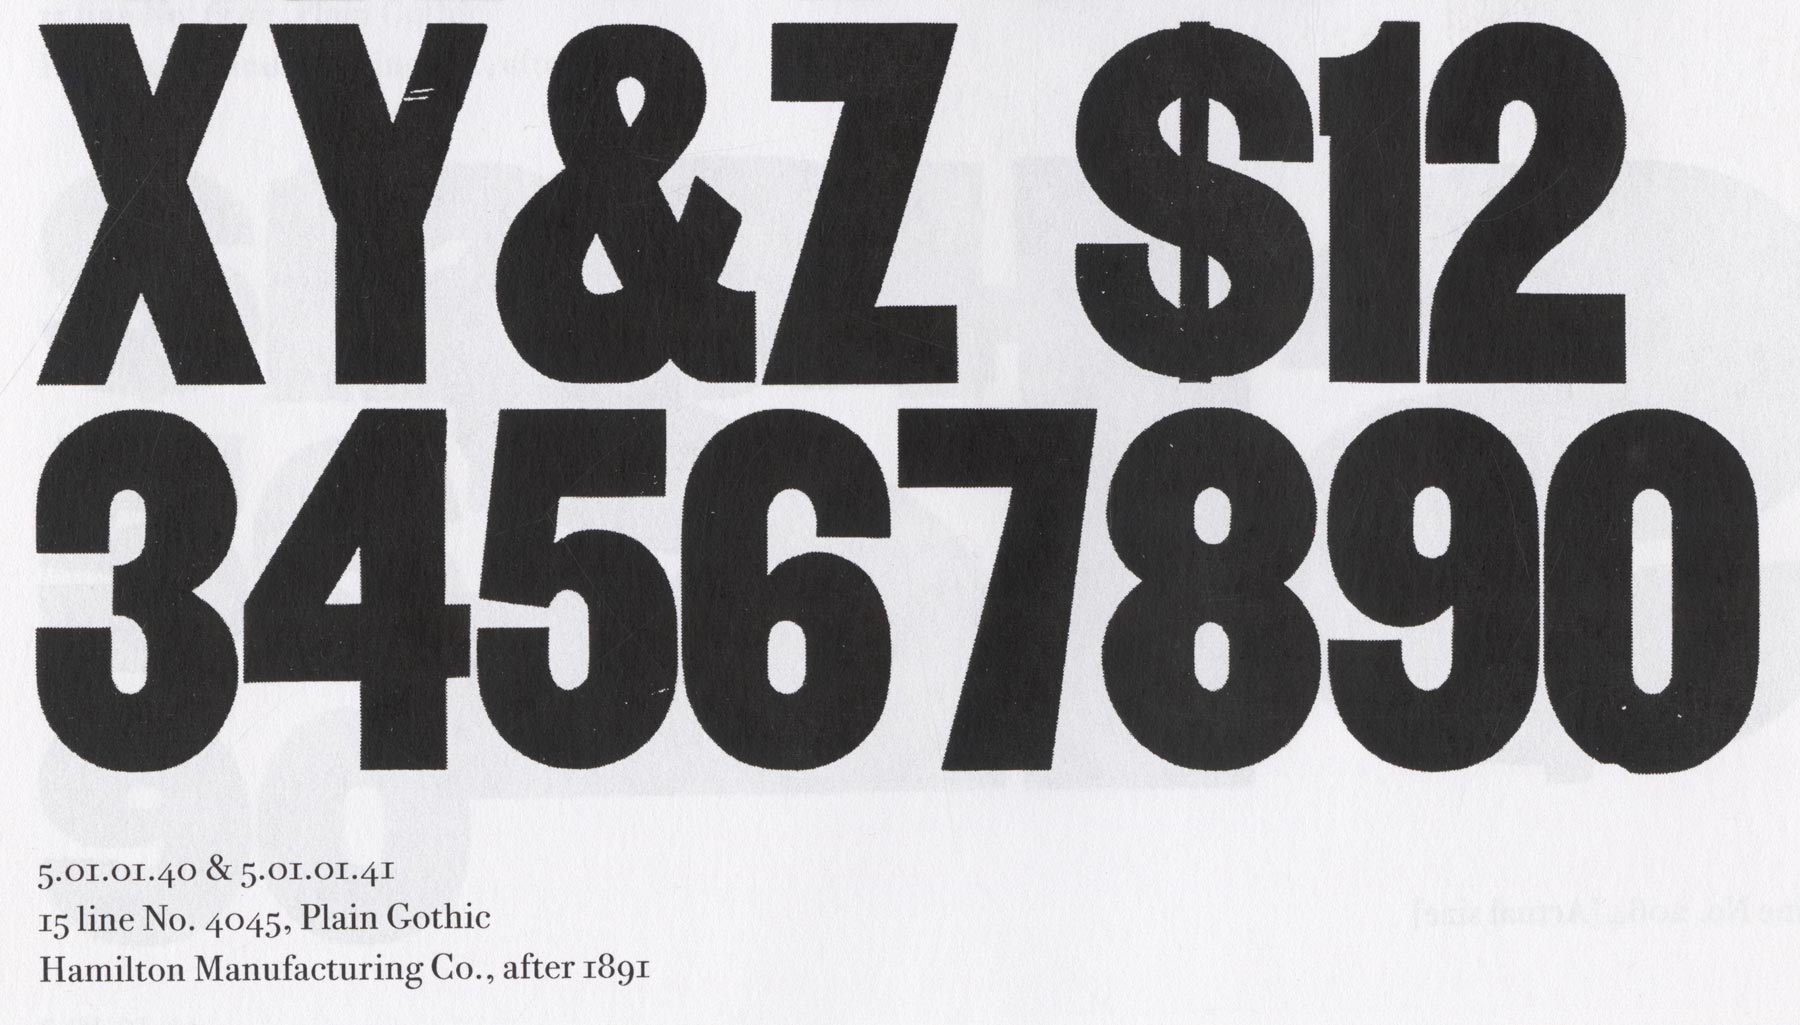 XY&Z $12
34567890
5.01.01.40 & 5.01.01.41
15 line No. 4045, Plain Gothic
Hamilton Manufacturing Co., after 1891